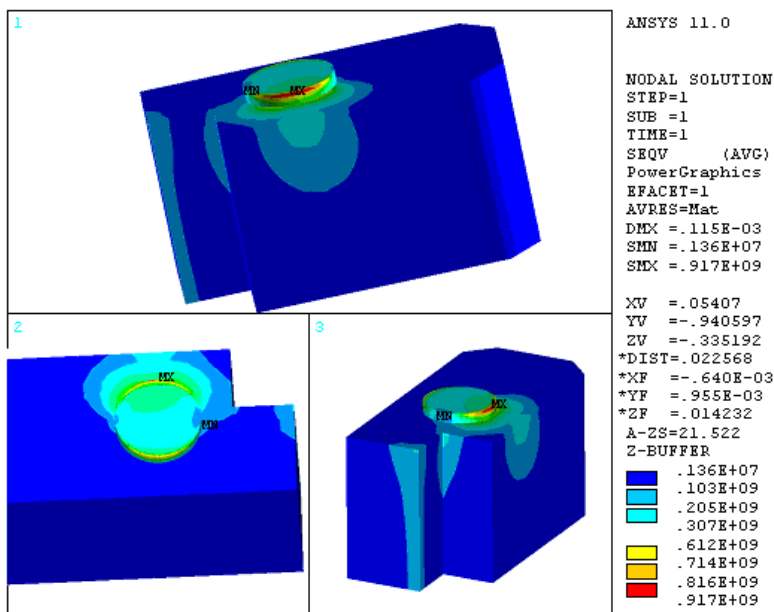 1
MN
MX
2
MX
MN
3
MX
MN
ANSYS 11.0
NODAL SOLUTION
STEP=1
SUB =1
TIME=1
SEQV (AVG)
PowerGraphics
EFACET=1
AVRES=Mat
DMX =.115E-03
SMN =.136E+07
SMX =.917E+09
XV =.05407
YV =-.940597
ZV =-.335192
*DIST=.022568
*XF =-.640E-03
*YF =.955E-03
*ZF =.014232
A-ZS=21.522
Z-BUFFER
.136E+07
.103E+09
.205E+09
.307E+09
.612E+09
.714E+09
.816E+09
.917E+09